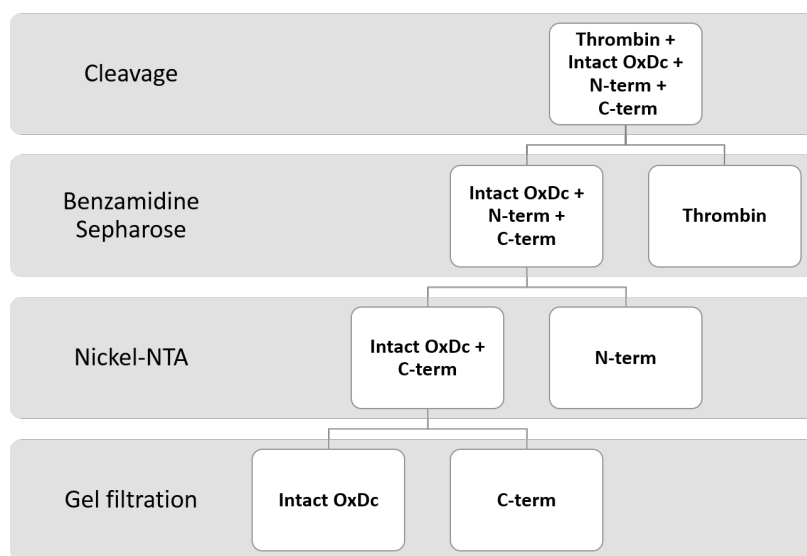 Cleavage
Thrombin +
Intact OxDc +
N-term +
C-term
Benzamidine
Sepharose
Intact OxDc +
N-term +
C-term
Thrombin
Nickel-NTA
Intact OxDc +
C-term
N-term
Gel filtration
Intact OxDc
C-term